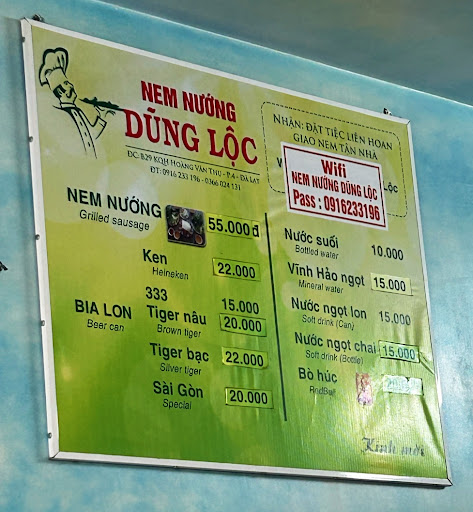 NEM NƯỚNG
DŨNG LỘC
ĐC: B29 KQH HOÀNG VĂN THỤ - P.4 - ĐÀ LẠT
ĐT: 0916 233 196 - 0366 024 131
NHẬN: ĐẶT TIỆC LIÊN HOAN
GIAO NEM TẬN NHÀ
Wifi
NEM NƯỚNG DŨNG LỘC
Pass : 0916233196
NEM NƯỚNG 55.000 đ
Grilled sausage
BIA LON
Beer can
Ken 22.000
Heineken
333 15.000
Tiger nâu 20.000
Brown tiger
Tiger bạc 22.000
Silver tiger
Sài Gòn 20.000
Special
Nước suối 10.000
Bottled water
Vĩnh Hảo ngọt 15.000
Mineral water
Nước ngọt lon 15.000
Soft drink (Can)
Nước ngọt chai 15.000
Soft drink (Bottle)
Bò húc
RedBull
Kính mời